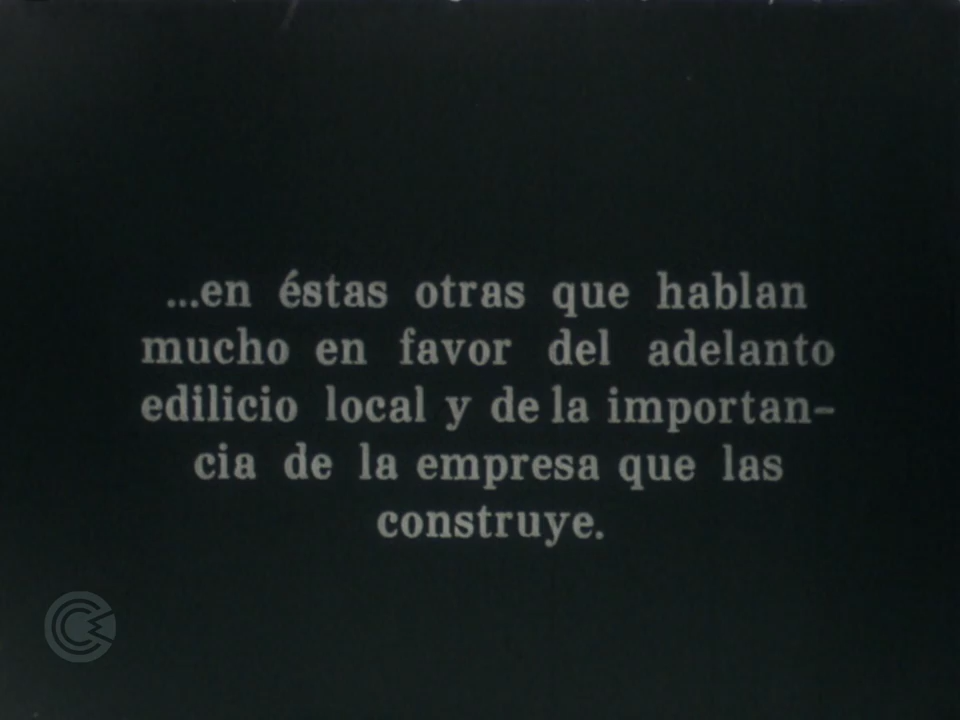 ...en éstas otras que hablan
mucho en favor del adelanto
edilicio local y de la importan-
cia de la empresa que las
construye.